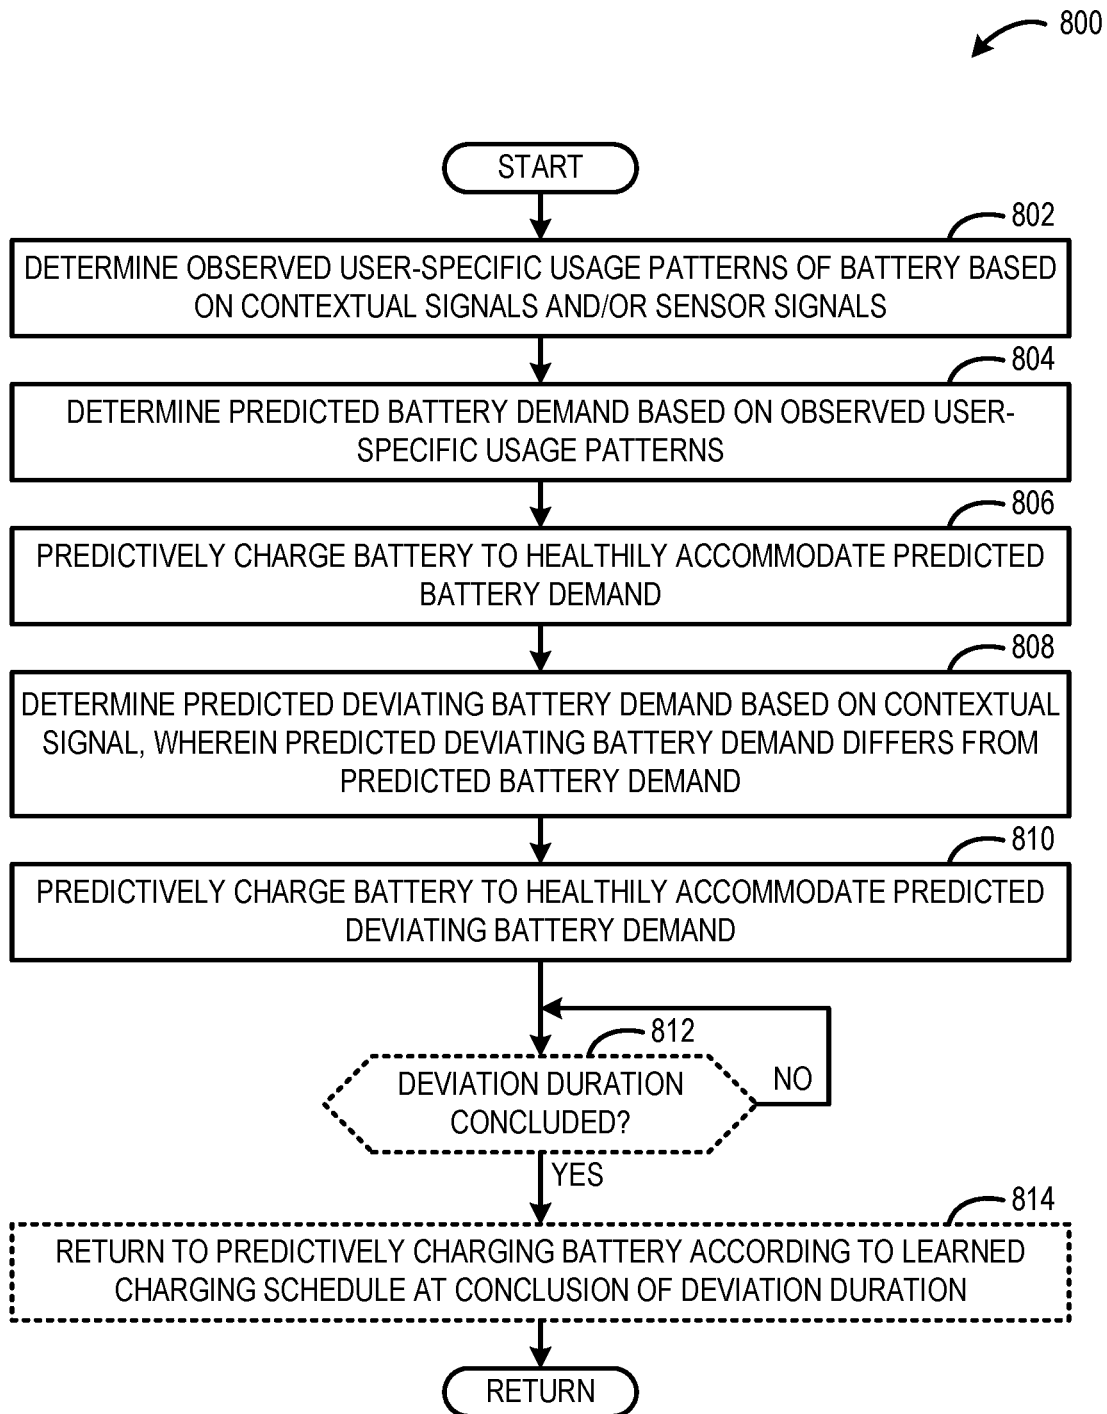 800
START
802
DETERMINE OBSERVED USER-SPECIFIC USAGE PATTERNS OF BATTERY BASED
ON CONTEXTUAL SIGNALS AND/OR SENSOR SIGNALS
804
DETERMINE PREDICTED BATTERY DEMAND BASED ON OBSERVED USER-
SPECIFIC USAGE PATTERNS
806
PREDICTIVELY CHARGE BATTERY TO HEALTHILY ACCOMMODATE PREDICTED
BATTERY DEMAND
808
DETERMINE PREDICTED DEVIATING BATTERY DEMAND BASED ON CONTEXTUAL
SIGNAL, WHEREIN PREDICTED DEVIATING BATTERY DEMAND DIFFERS FROM
PREDICTED BATTERY DEMAND
810
PREDICTIVELY CHARGE BATTERY TO HEALTHILY ACCOMMODATE PREDICTED
DEVIATING BATTERY DEMAND
812
DEVIATION DURATION
CONCLUDED?
NO
YES
814
RETURN TO PREDICTIVELY CHARGING BATTERY ACCORDING TO LEARNED
CHARGING SCHEDULE AT CONCLUSION OF DEVIATION DURATION
RETURN